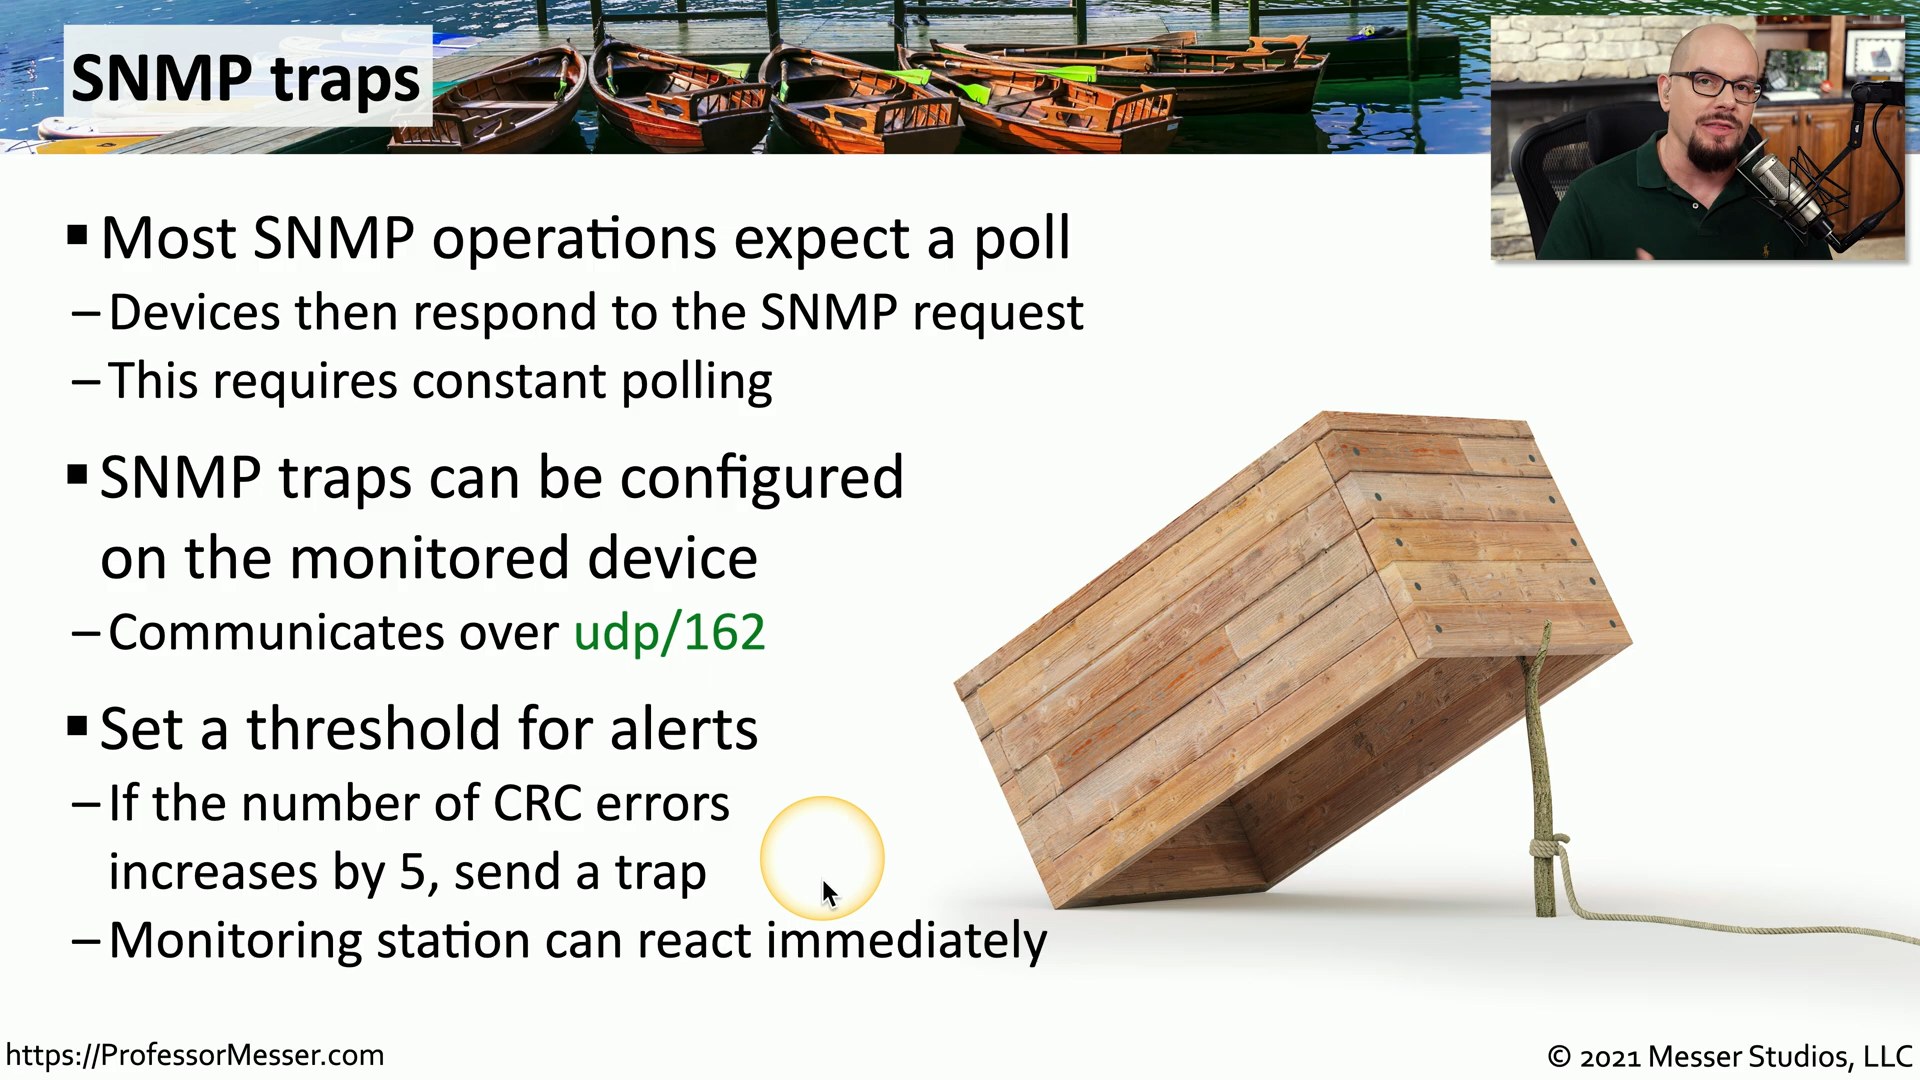 SNMP traps
▪ Most SNMP operations expect a poll
– Devices then respond to the SNMP request
– This requires constant polling
▪ SNMP traps can be configured
on the monitored device
– Communicates over udp/162
▪ Set a threshold for alerts
– If the number of CRC errors
increases by 5, send a trap
– Monitoring station can react immediately
https://ProfessorMesser.com
© 2021 Messer Studios, LLC